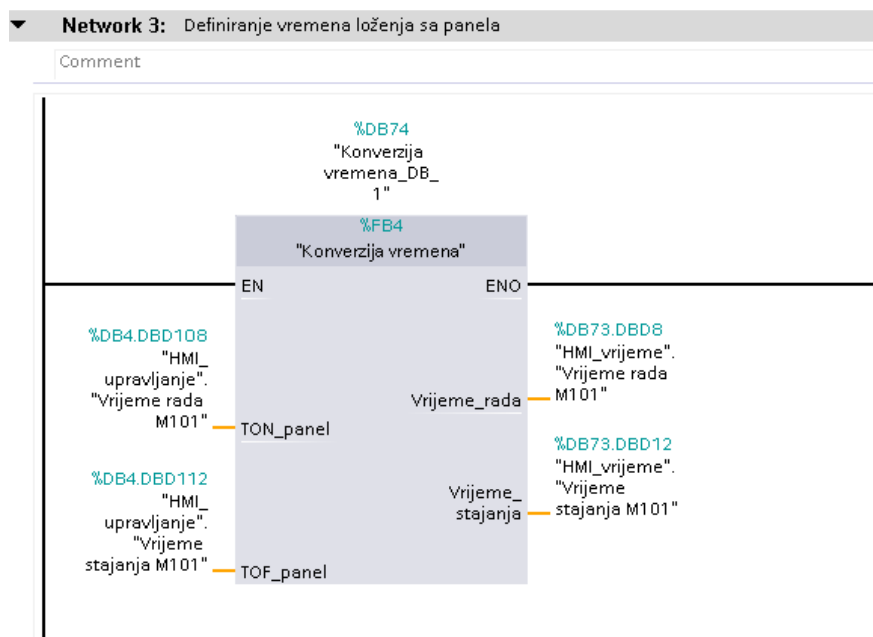 Network 3: Definiranje vremena loženja sa panela
Comment
%DB74
"Konverzija
vremena_DB_
1"
%FB4
"Konverzija vremena"
EN
ENO
%DB4.DBD108
"HMI_
upravljanje".
"Vrijeme rada
M101"
TON_panel
%DB73.DBD8
"HMI_vrijeme".
"Vrijeme rada
M101"
Vrijeme_rada
%DB4.DBD112
"HMI_
upravljanje".
"Vrijeme
stajanja M101"
TOF_panel
%DB73.DBD12
"HMI_vrijeme".
"Vrijeme
stajanja M101"
Vrijeme_
stajanja